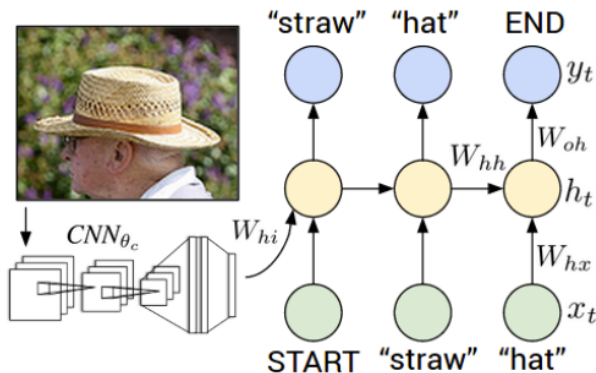 “straw” “hat” END
y_t
W_hh W_oh
h_t
CNN_θc W_hi
W_hx
x_t
START “straw” “hat”